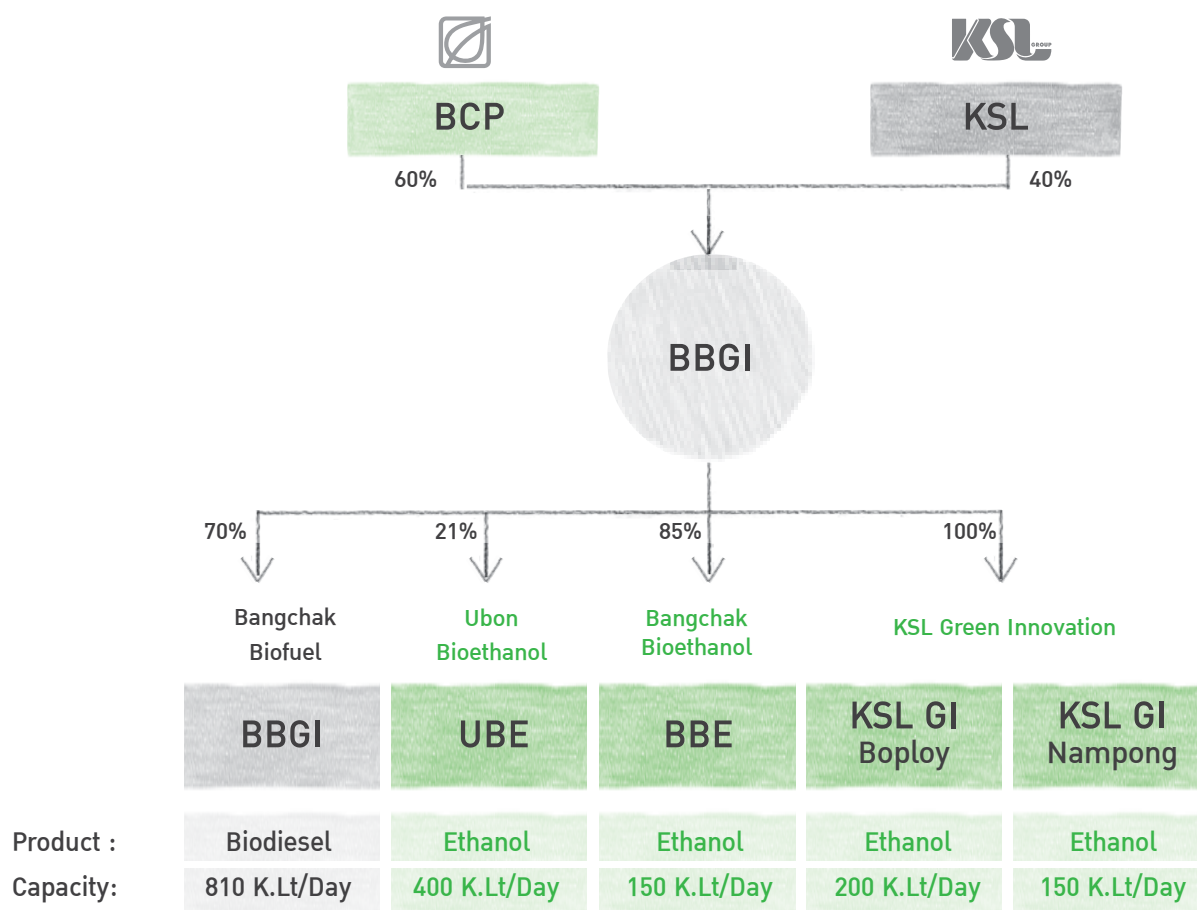 KSL GROUP
BCP
KSL
60%
40%
BBGI
70%
21%
85%
100%
Bangchak
Biofuel
Ubon
Bioethanol
Bangchak
Bioethanol
KSL Green Innovation
BBGI
UBE
BBE
KSL GI
Boploy
KSL GI
Nampong
Product : Biodiesel Ethanol Ethanol Ethanol Ethanol
Capacity: 810 K.Lt/Day 400 K.Lt/Day 150 K.Lt/Day 200 K.Lt/Day 150 K.Lt/Day